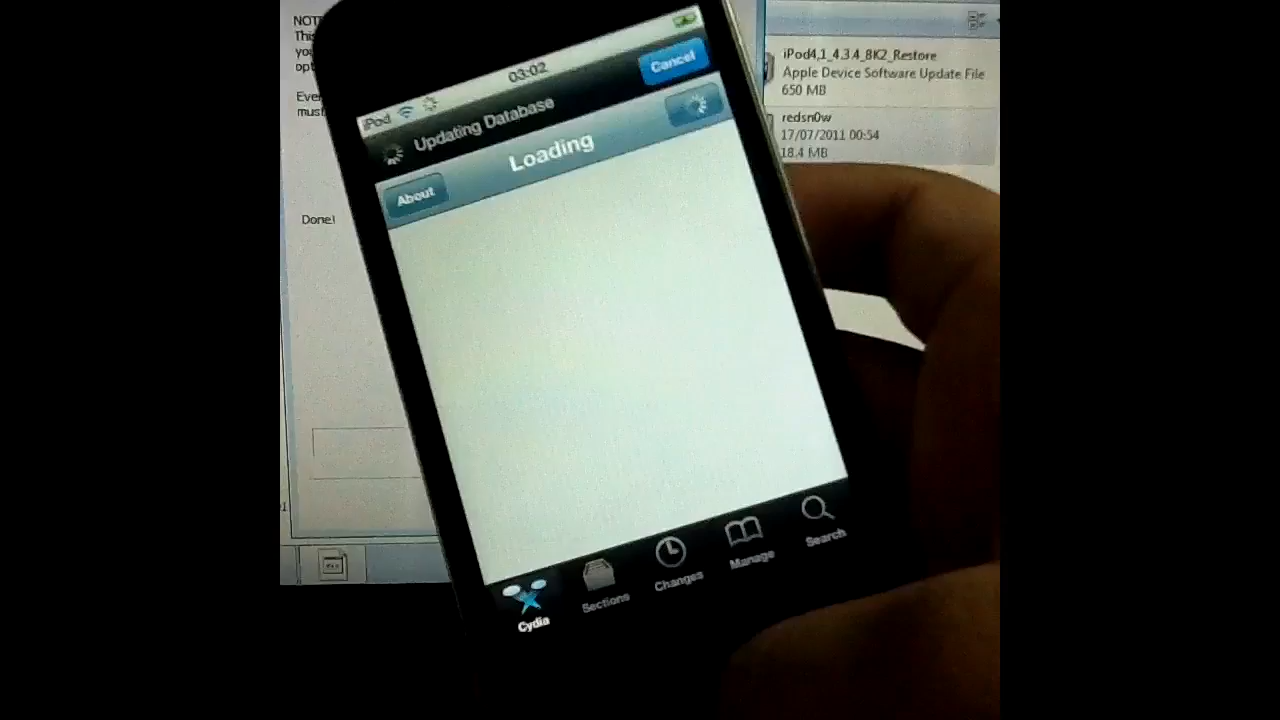 NOT
This
you
opt
Ever
must
Done!
iPod4,1_4.3.4_8K2_Restore
Apple Device Software Update File
650 MB
redsn0w
17/07/2011 00:54
18.4 MB
iPod
03:02
Updating Database
Cancel
Loading
About
Cydia
Sections
Changes
Manage
Search